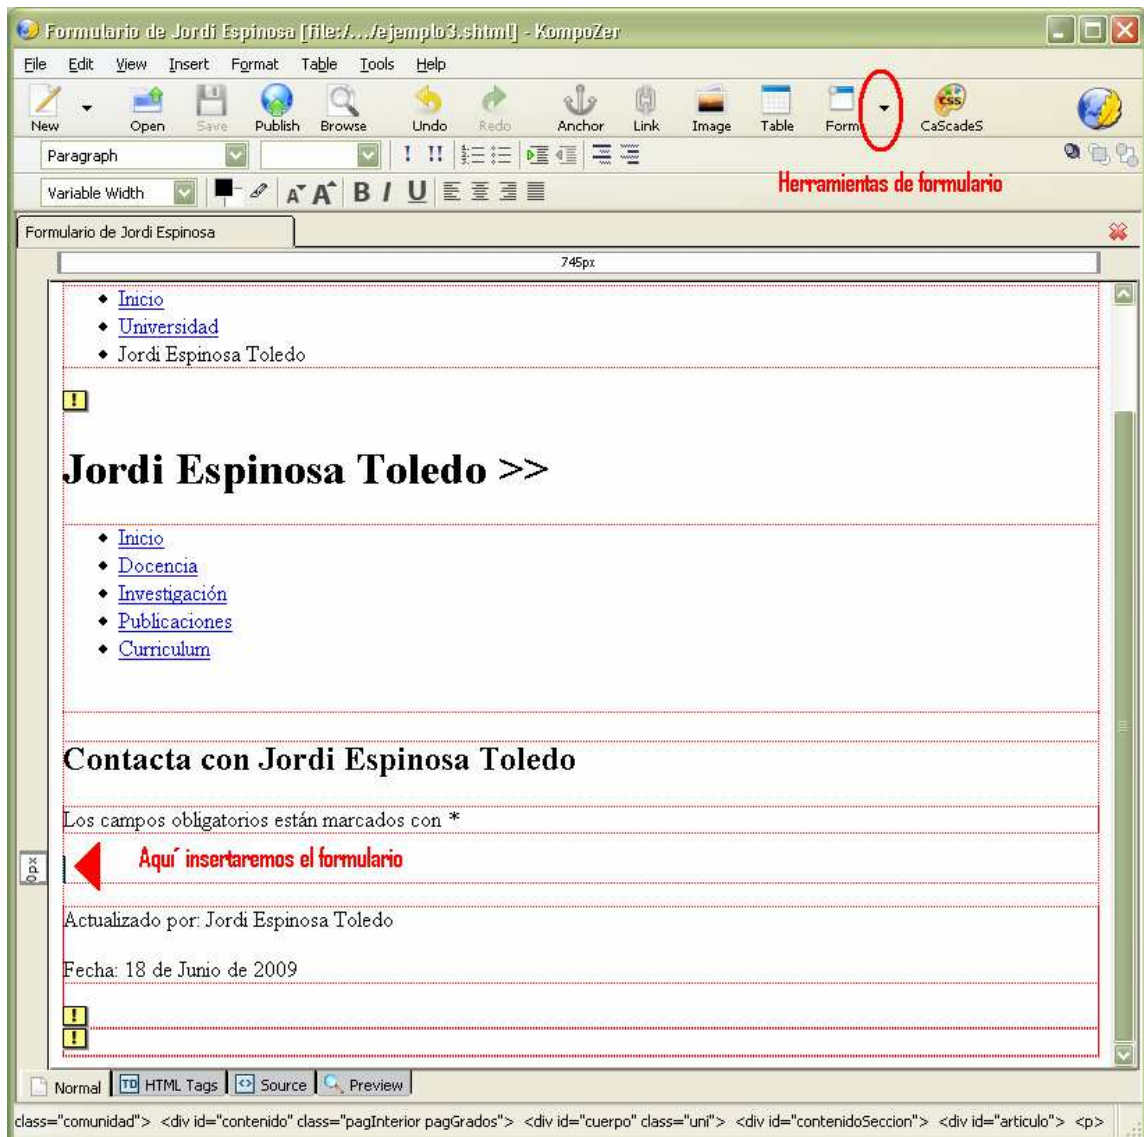 Formulario de Jordi Espinosa [file:/.../ejemplo3.shtml] - KompoZer
File Edit View Insert Format Table Tools Help
New Open Save Publish Browse Undo Redo Anchor Link Image Table Form CaScadeS
Paragraph
Herramientas de formulario
Variable Width
Formulario de Jordi Espinosa
745px
Inicio
Universidad
Jordi Espinosa Toledo
Jordi Espinosa Toledo >>
Inicio
Docencia
Investigación
Publicaciones
Curriculum
Contacta con Jordi Espinosa Toledo
Los campos obligatorios están marcados con *
Aquí insertaremos el formulario
0px
Actualizado por: Jordi Espinosa Toledo
Fecha: 18 de Junio de 2009
Normal TD HTML Tags Source Preview
class="comunidad"> <div id="contenido" class="pagInterior pagGrados"> <div id="cuerpo" class="uni"> <div id="contenidoSeccion"> <div id="articulo"> <p>